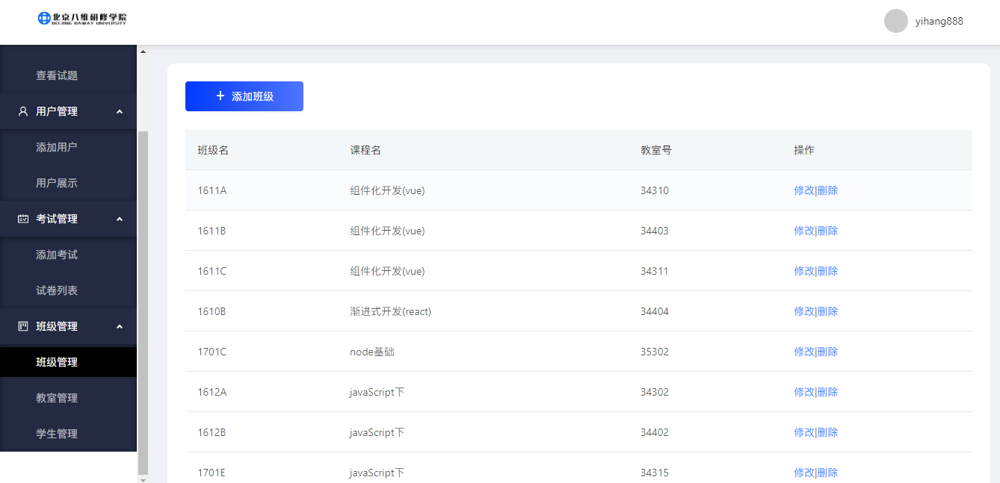 北京八维研修学院
BEIJING BAWAY UNIVERSITY
yihang888
查看试题
用户管理
添加用户
用户展示
考试管理
添加考试
试卷列表
班级管理
班级管理
教室管理
学生管理
+ 添加班级
班级名 课程名 教室号 操作
1611A 组件化开发(vue) 34310 修改|删除
1611B 组件化开发(vue) 34403 修改|删除
1611C 组件化开发(vue) 34311 修改|删除
1610B 渐进式开发(react) 34404 修改|删除
1701C node基础 35302 修改|删除
1612A javaScript下 34302 修改|删除
1612B javaScript下 34402 修改|删除
1701E javaScript下 34315 修改|删除